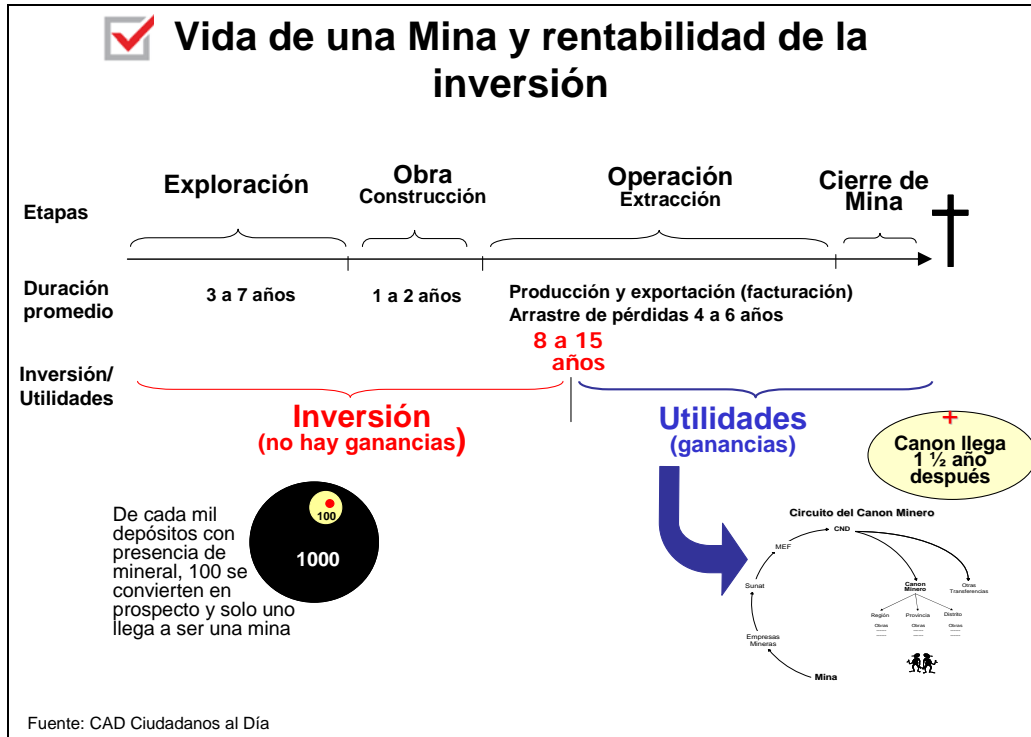 Vida de una Mina y rentabilidad de la
inversión
Etapas
Exploración
Obra
Construcción
Operación
Extracción
Cierre de
Mina
Duración
promedio
3 a 7 años
1 a 2 años
Producción y exportación (facturación)
Arrastre de pérdidas 4 a 6 años
8 a 15
años
Inversión/
Utilidades
Inversión
(no hay ganancias)
Utilidades
(ganancias)
+
Canon llega
1 ½ año
después
De cada mil
depósitos con
presencia de
mineral, 100 se
convierten en
prospecto y solo uno
llega a ser una mina
100
1000
Circuito del Canon Minero
CND
MEF
Sunat
Empresas
Mineras
Mina
Canon
Minero
Otras
Transferencias
Región
Provincia
Distrito
Obras
Obras
Obras
Fuente: CAD Ciudadanos al Día